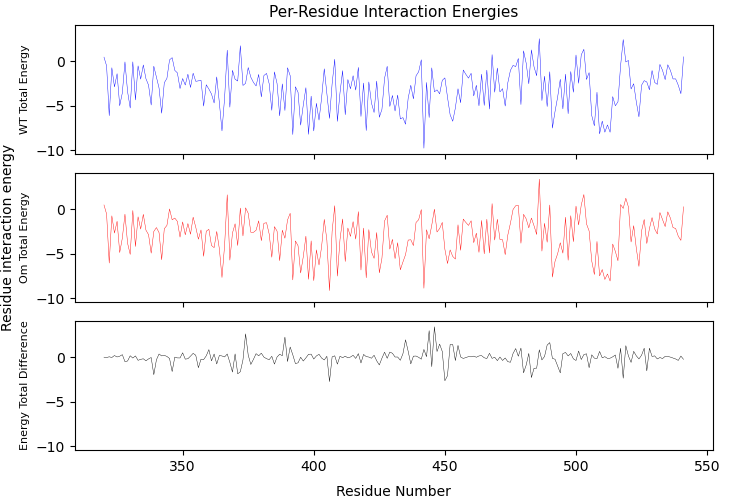 Per-Residue Interaction Energies
WT Total Energy
0
−5
−10
Residue interaction energy
Om Total Energy
0
−5
−10
Energy Total Difference
0
−5
−10
350 400 450 500 550
Residue Number